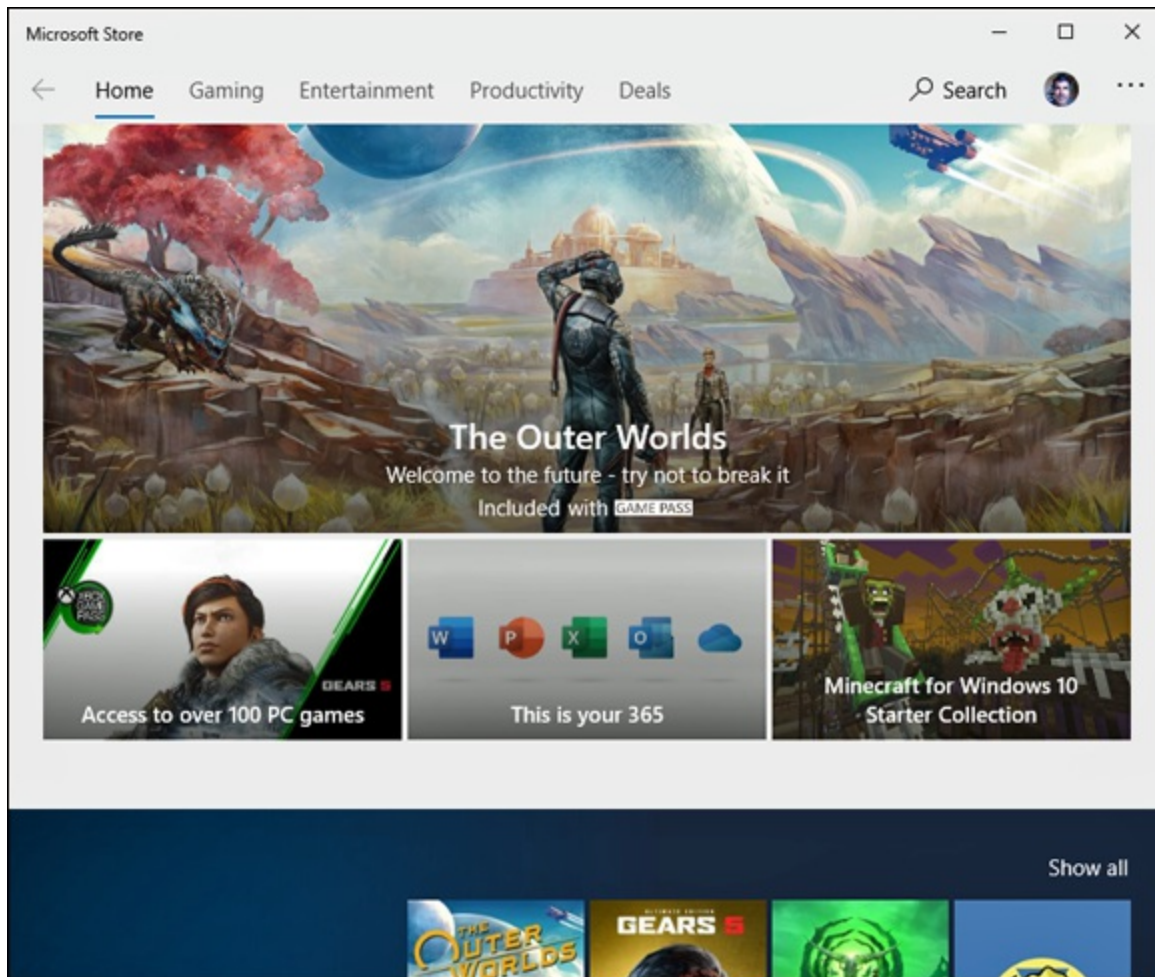 Microsoft Store
Home Gaming Entertainment Productivity Deals Search
The Outer Worlds
Welcome to the future - try not to break it
Included with GAME PASS
XBOX
GAME
PASS
GEARS 5
Access to over 100 PC games
W P X O
This is your 365
Minecraft for Windows 10
Starter Collection
Show all
THE
OUTER
WORLDS
ULTIMATE EDITION
GEARS 5